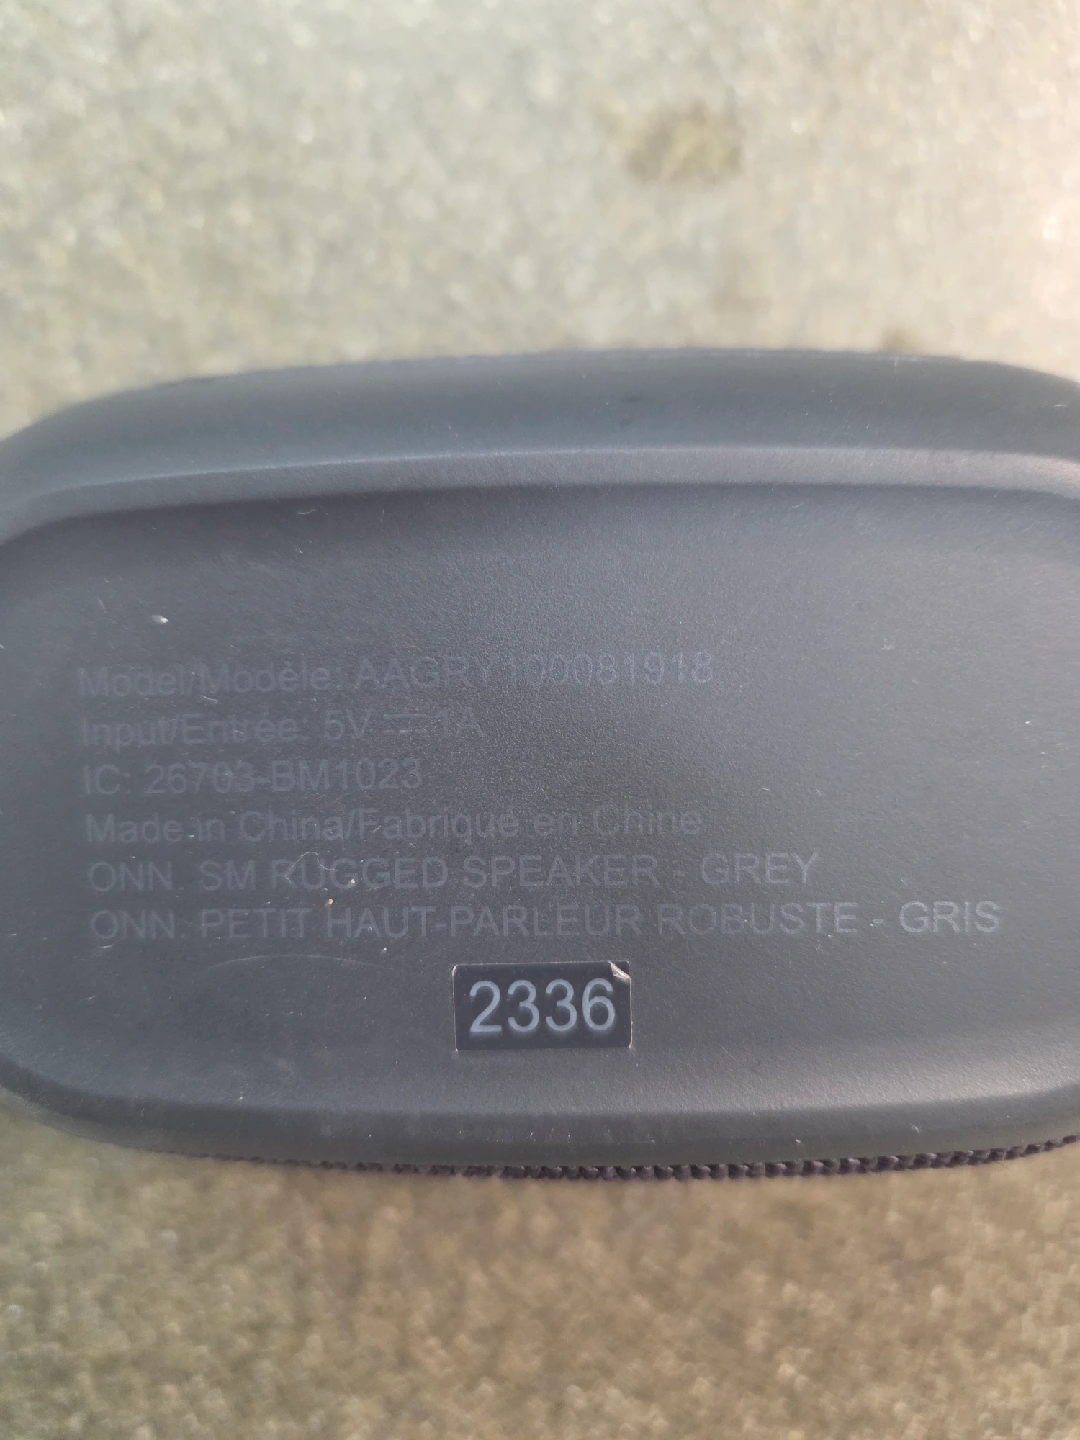 Model/Modèle: AAGRY100081918
Input/Entrée: 5V ⎓ 1A
IC: 26703-BM1023
Made in China/Fabriqué en Chine
ONN. SM RUGGED SPEAKER - GREY
ONN. PETIT HAUT-PARLEUR ROBUSTE - GRIS
2336